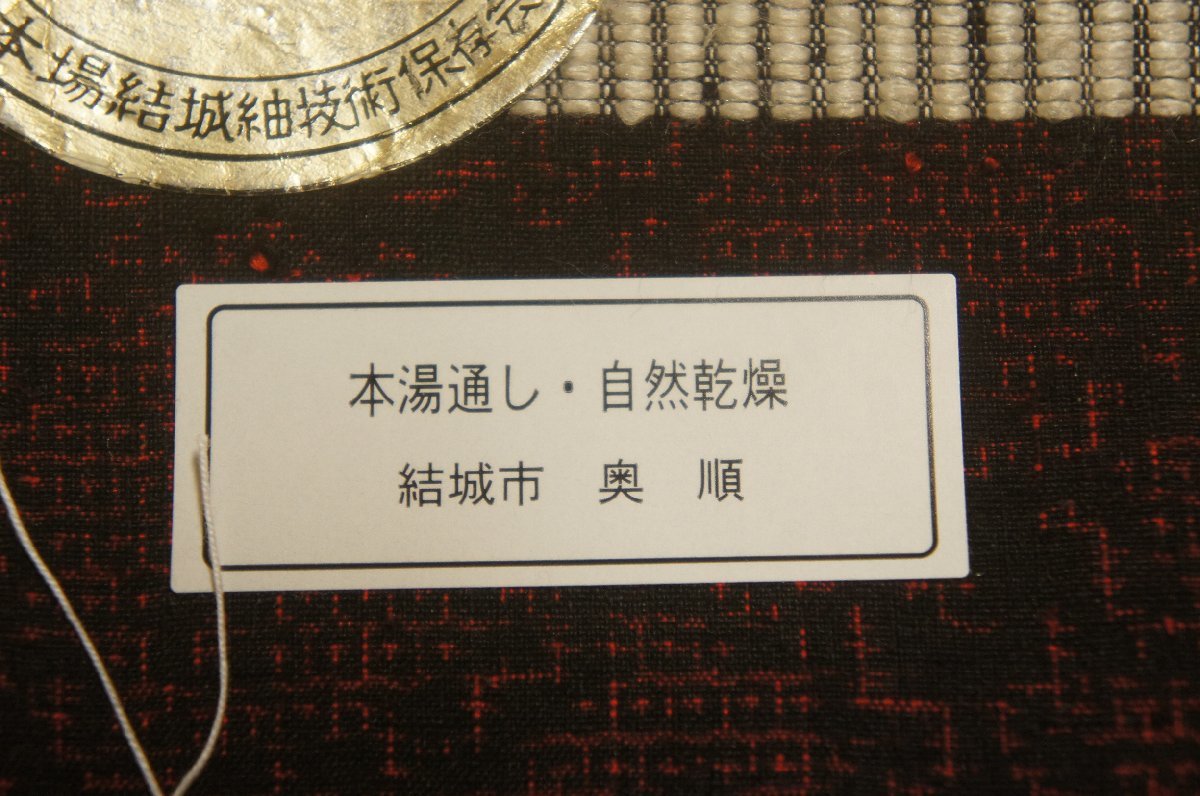 本場結城紬技術保存会
本湯通し・自然乾燥
結城市 奥 順